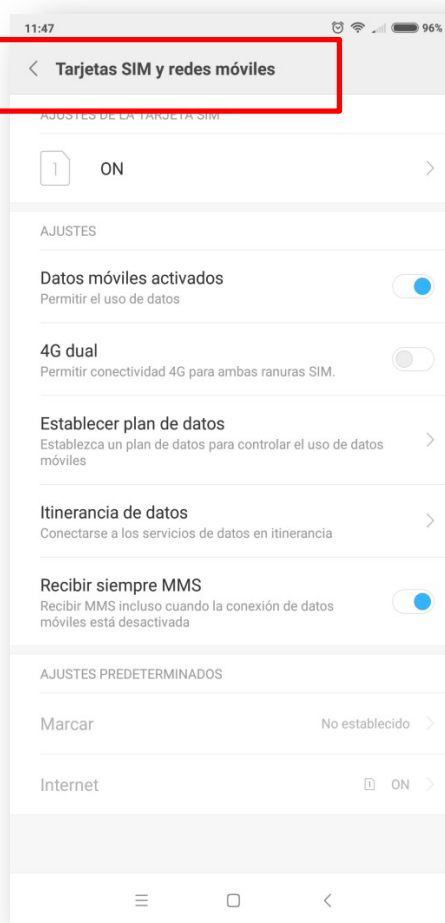 11:47
96%
Tarjetas SIM y redes móviles
AJUSTES DE LA TARJETA SIM
1
ON
AJUSTES
Datos móviles activados
Permitir el uso de datos
4G dual
Permitir conectividad 4G para ambas ranuras SIM.
Establecer plan de datos
Establezca un plan de datos para controlar el uso de datos
móviles
Itinerancia de datos
Conectarse a los servicios de datos en itinerancia
Recibir siempre MMS
Recibir MMS incluso cuando la conexión de datos
móviles está desactivada
AJUSTES PREDETERMINADOS
Marcar
No establecido
Internet
1 ON